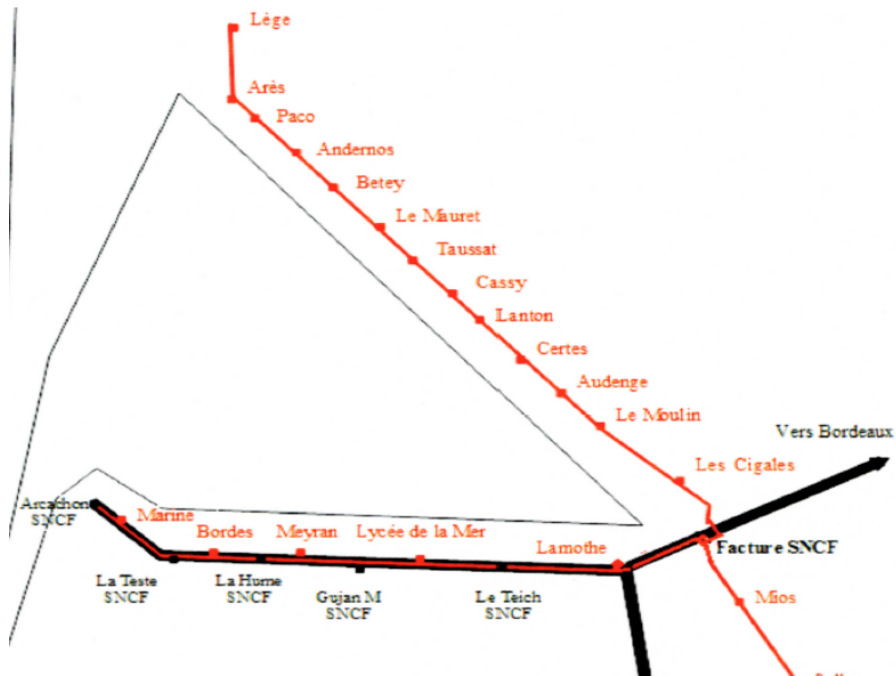 Lège
Arès
Paco
Andernos
Betey
Le Mauret
Taussat
Cassy
Lanton
Certes
Audenge
Le Moulin
Vers Bordeaux
Les Cigales
Arcachon
SNCF
Marine
Bordes
Meyran
Lycée de la Mer
Lamothe
Facture SNCF
La Teste
SNCF
La Hume
SNCF
Gujan M
SNCF
Le Teich
SNCF
Mios